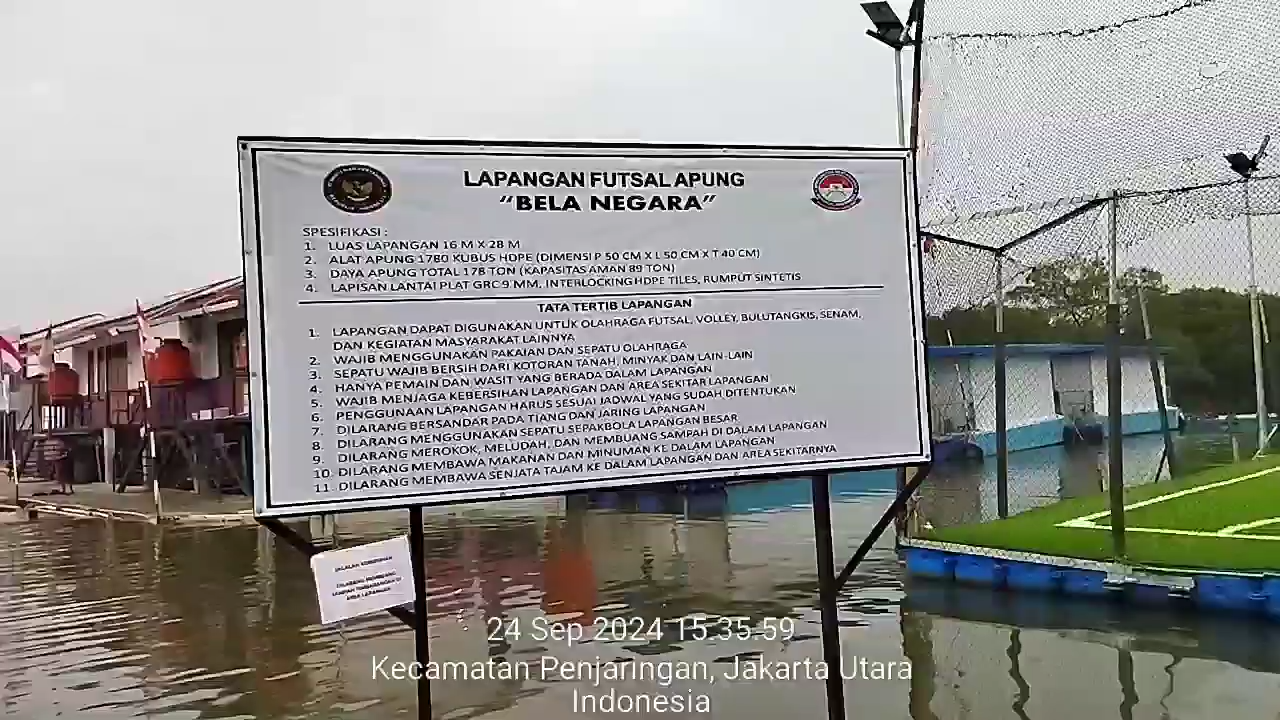 LAPANGAN FUTSAL APUNG
“BELA NEGARA”
SPESIFIKASI :
1. LUAS LAPANGAN 16 M X 28 M
2. ALAT APUNG 1780 KUBUS HDPE (DIMENSI P 50 CM X L 50 CM X T 40 CM)
3. DAYA APUNG TOTAL 178 TON (KAPASITAS AMAN 89 TON)
4. LAPISAN LANTAI PLAT GRC 9 MM, INTERLOCKING HDPE TILES, RUMPUT SINTETIS
TATA TERTIB LAPANGAN
1. LAPANGAN DAPAT DIGUNAKAN UNTUK OLAHRAGA FUTSAL, VOLLEY, BULUTANGKIS, SENAM,
DAN KEGIATAN MASYARAKAT LAINNYA
2. WAJIB MENGGUNAKAN PAKAIAN DAN SEPATU OLAHRAGA
3. SEPATU WAJIB BERSIH DARI KOTORAN TANAH, MINYAK DAN LAIN-LAIN
4. HANYA PEMAIN DAN WASIT YANG BERADA DALAM LAPANGAN
5. WAJIB MENJAGA KEBERSIHAN LAPANGAN DAN AREA SEKITAR LAPANGAN
6. PENGGUNAAN LAPANGAN HARUS SESUAI JADWAL YANG SUDAH DITENTUKAN
7. DILARANG BERSANDAR PADA TIANG DAN JARING LAPANGAN
8. DILARANG MENGGUNAKAN SEPATU SEPAKBOLA LAPANGAN BESAR
9. DILARANG MEROKOK, MELUDAH, DAN MEMBUANG SAMPAH DI DALAM LAPANGAN
10. DILARANG MEMBAWA MAKANAN DAN MINUMAN KE DALAM LAPANGAN
11. DILARANG MEMBAWA SENJATA TAJAM KE DALAM LAPANGAN DAN AREA SEKITARNYA
DILARANG MEMBUANG
24 Sep 2024 15.35.59
Kecamatan Penjaringan, Jakarta Utara
Indonesia